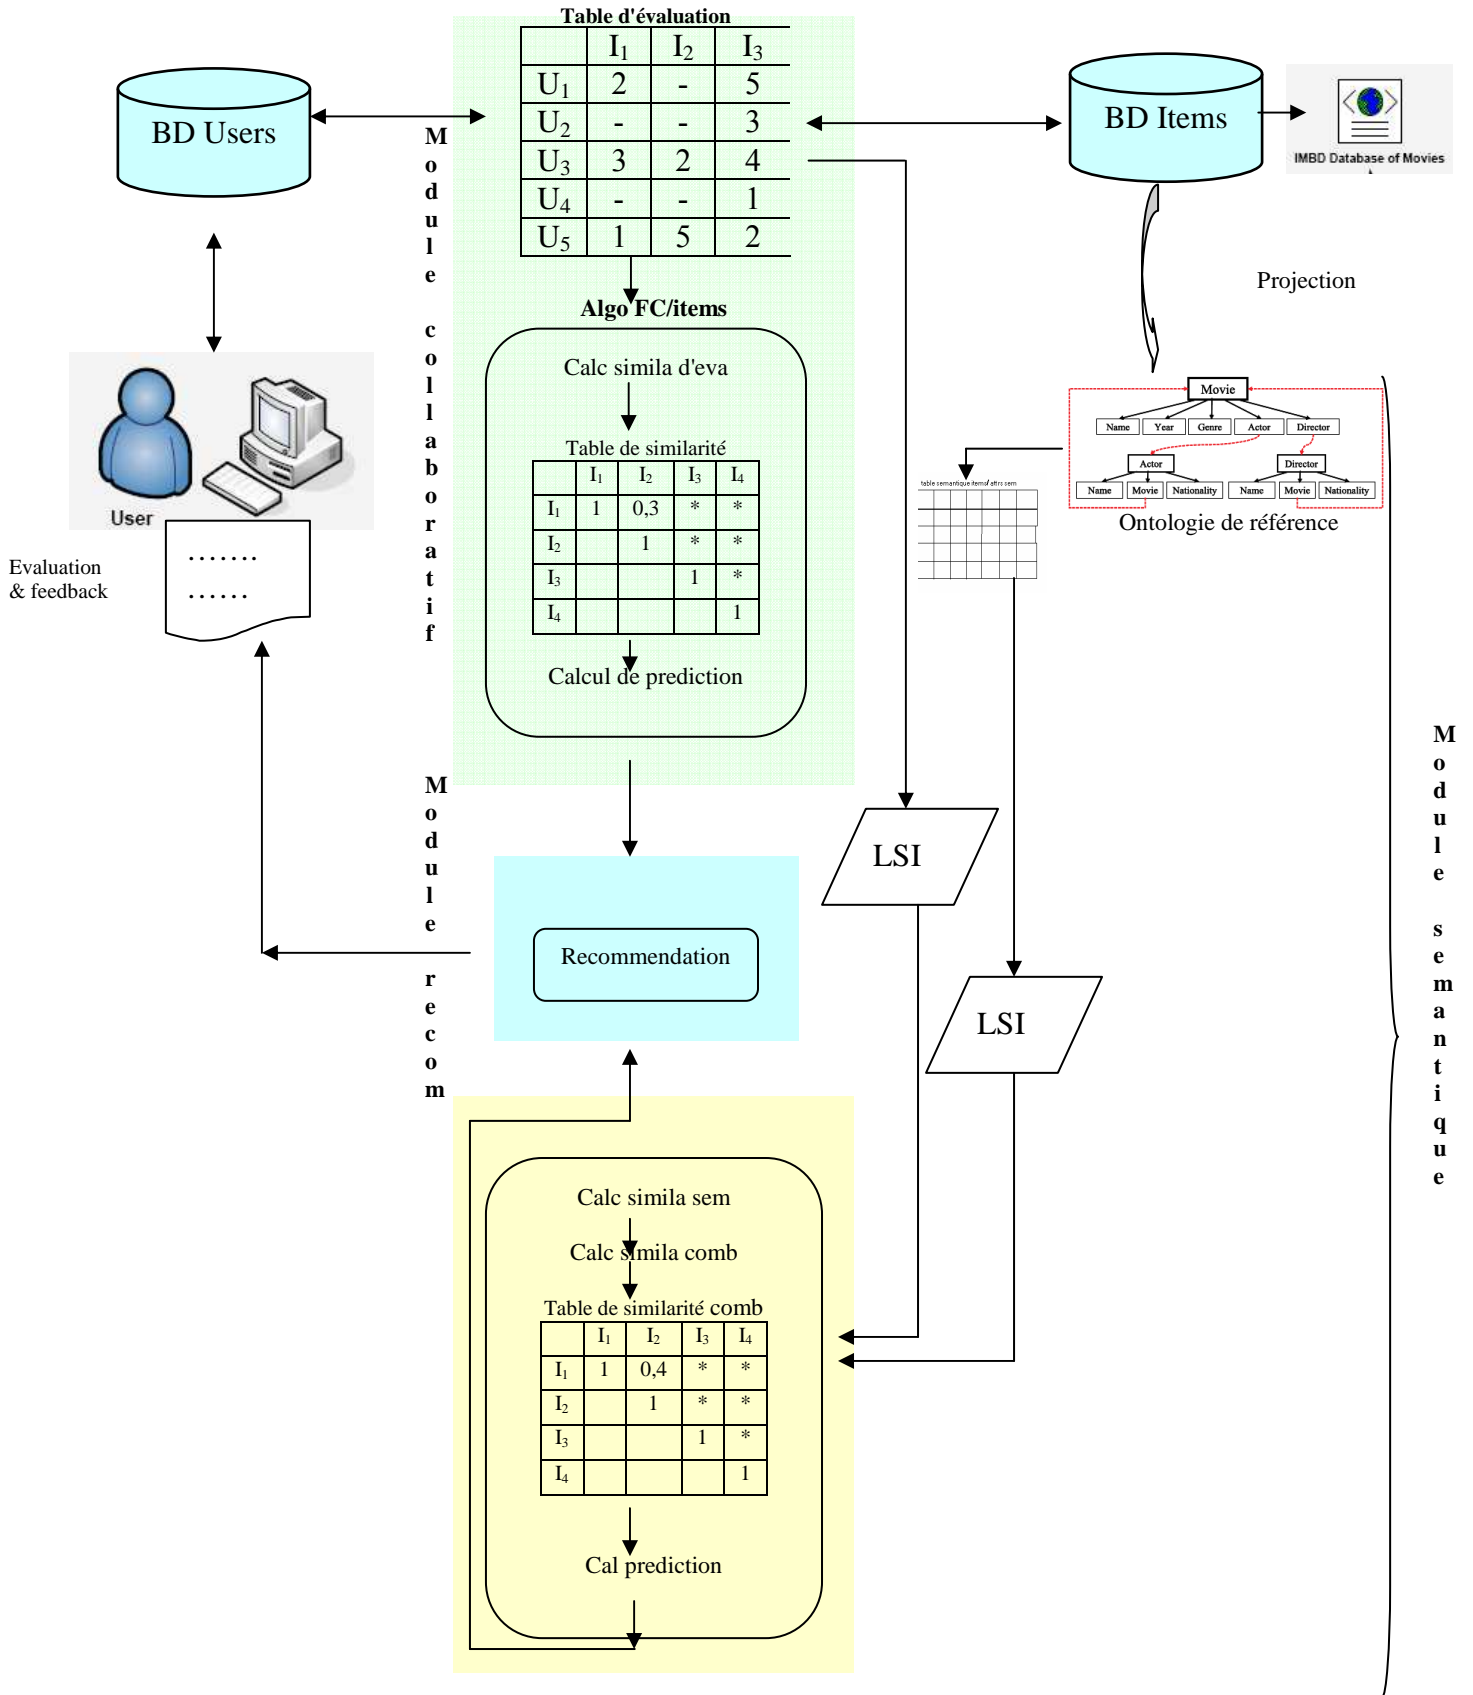 Table d'évaluation
I1 I2 I3
U1 2 - 5
U2 - - 3
U3 3 2 4
U4 - - 1
U5 1 5 2
BD Users
BD Items
IMBD Database of Movies
Module collaboratif
Projection
Algo FC/items
Calc simila d'eva
Table de similarité
I1 I2 I3 I4
I1 1 0,3 * *
I2 1 * *
I3 1 *
I4 1
Calcul de prediction
User
Evaluation
& feedback
.......
......
Movie
Name Year Genre Actor Director
Actor Director
Name Movie Nationality Name Movie Nationality
Ontologie de référence
table semantique items/ attrs sem
Module semantique
LSI
LSI
Module recom
Recommendation
Calc simila sem
Calc simila comb
Table de similarité comb
I1 I2 I3 I4
I1 1 0,4 * *
I2 1 * *
I3 1 *
I4 1
Cal prediction